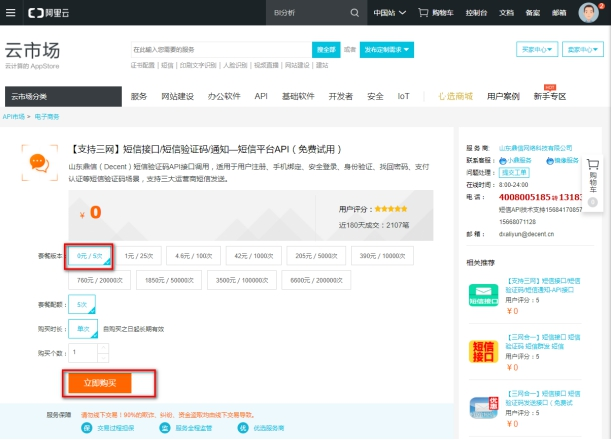 阿里云
BI分析
中国站
购物车
控制台
文档
备案
邮箱
2
云市场
云计算的 AppStore
在此输入您需要的服务
搜全部
或者
发布定制需求
证书配置 | 短信 | 印刷文字识别 | 人脸识别 | 视频直播 | 网站建设 | 建站
买家中心
卖家中心
云市场分类
服务
网站建设
办公软件
API
基础软件
开发者
安全
IoT
心选商城
用户案例
新手专区
HOT
API市场 > 电子商务
【支持三网】短信接口/短信验证码/通知—短信平台API（免费试用）
山东鼎信（Decent）短信验证码API接口调用，适用于用户注册、手机绑定、安全登录、身份验证、找回密码、支付
认证等短信验证码场景，支持三大运营商短信发送。
¥ 0
用户评分：
近180天成交：2107笔
套餐版本
0元 / 5次
1元 / 25次
4.6元 / 100次
42元 / 1000次
205元 / 5000次
390元 / 10000次
760元 / 20000次
1850元 / 50000次
3500元 / 100000次
6600元 / 200000次
套餐配额：
5次
购买时长：
单次
自购买之日起长期有效
购买个数：
1
立即购买
服务保障
请勿线下交易！90%的欺诈、纠纷、资金盗取均由线下交易导致。
交易过程担保
服务全程监管
优选服务商
服 务 商：
山东鼎信网络科技有限公司
联系客服：
小鼎服务
问题处理：
提交工单
在线时间：
8:00-24:00
电 话：
4008005185转13183
短信API技术支持15684170857
15668071128
邮 箱：
dxaliyun@decent.cn
购物车
0
相关推荐
【支持三网】短信接口/短信
验证码/短信通知-API接口
用户评分：5
¥ 0
短信接口
【三网合一】短信接口 短信
验证码 短信群发 短信
用户评分：5
¥ 0
短信
接口
【三网合一】短信接口 短信
验证码发送接口（免费试
用户评分：5
¥ 0
优惠